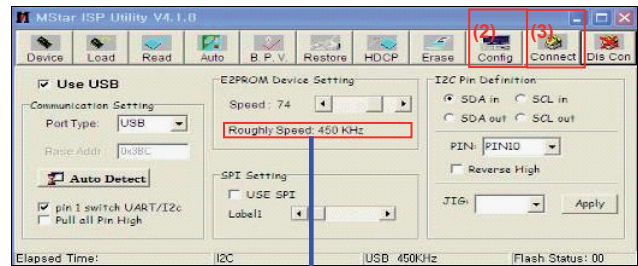 MStar ISP Utility V4.1.0
(2) (3)
Device Load Read Auto B. P. V. Restore HDCP Erase Config Connect Dis Con
Use USB
Communication Setting
Port Type: USB
Base Addr: 0x3BC
Auto Detect
pin 1 switch UART/I2c
Pull all Pin High
E2PROM Device Setting
Speed: 74
Roughly Speed: 450 KHz
SPI Setting
USE SPI
Label1
I2C Pin Definition
SDA in SCL in
SDA out SCL out
PIN: PIN10
Reverse High
JIG: Apply
Elapsed Time: I2C USB 450KHz Flash Status: 00